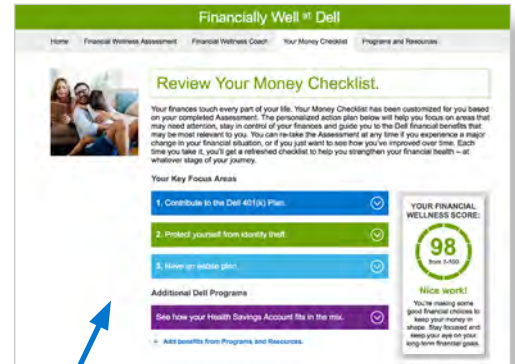 Financially Well at Dell
Home Financial Wellness Assessment Financial Wellness Coach Your Money Checklist Programs and Resources
Review Your Money Checklist.
Your finances touch every part of your life. Your Money Checklist has been customized for you based
on your completed Assessment. The personalized action plan below will help you focus on areas that
may need attention, stay in control of your finances and guide you to the Dell financial benefits that
may be most relevant to you. You can re-take the Assessment at any time if you experience a major
change in your financial situation, or if you just want to see how you've improved over time. Each
time you take it, you'll get a refreshed checklist to help you strengthen your financial health – at
whatever stage of your journey.
Your Key Focus Areas
1. Contribute to the Dell 401(k) Plan.
2. Protect yourself from identity theft.
3. Have an estate plan.
Additional Dell Programs
See how your Health Savings Account fits in the mix.
+ Add benefits from Programs and Resources.
YOUR FINANCIAL
WELLNESS SCORE:
98
from 1-100
Nice work!
You're making some
good financial choices to
keep your money in
shape. Stay focused and
keep your eye on your
long-term financial goals.